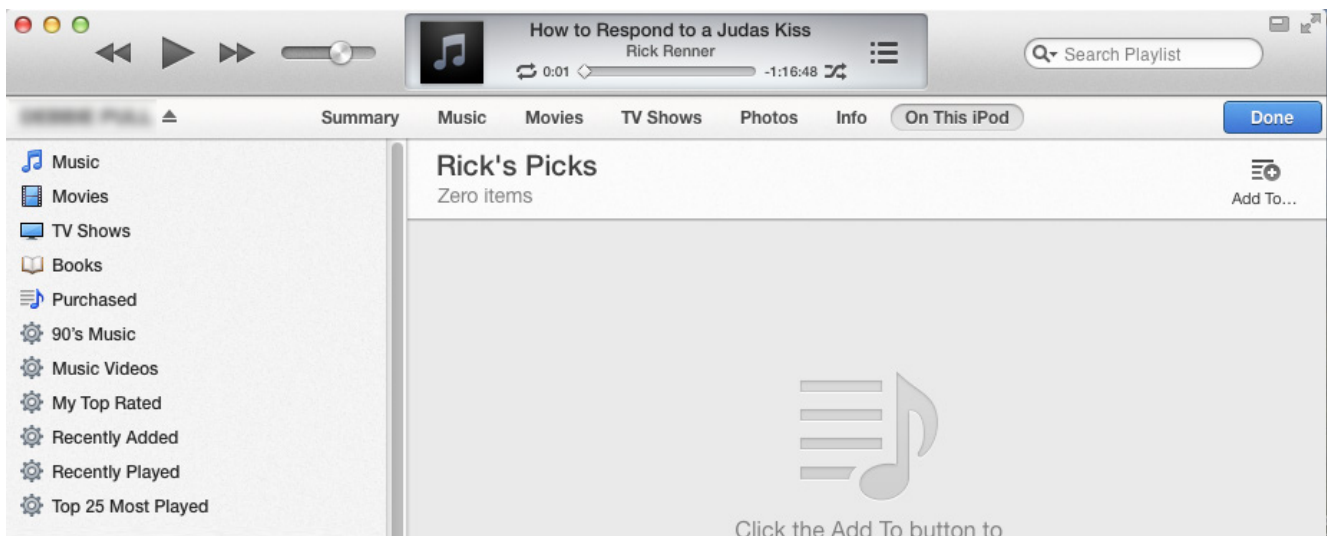 How to Respond to a Judas Kiss
Rick Renner
0:01 -1:16:48
Search Playlist
Summary Music Movies TV Shows Photos Info On This iPod Done
Music
Movies
TV Shows
Books
Purchased
90's Music
Music Videos
My Top Rated
Recently Added
Recently Played
Top 25 Most Played
Rick's Picks
Zero items
Add To...
Click the Add To button to